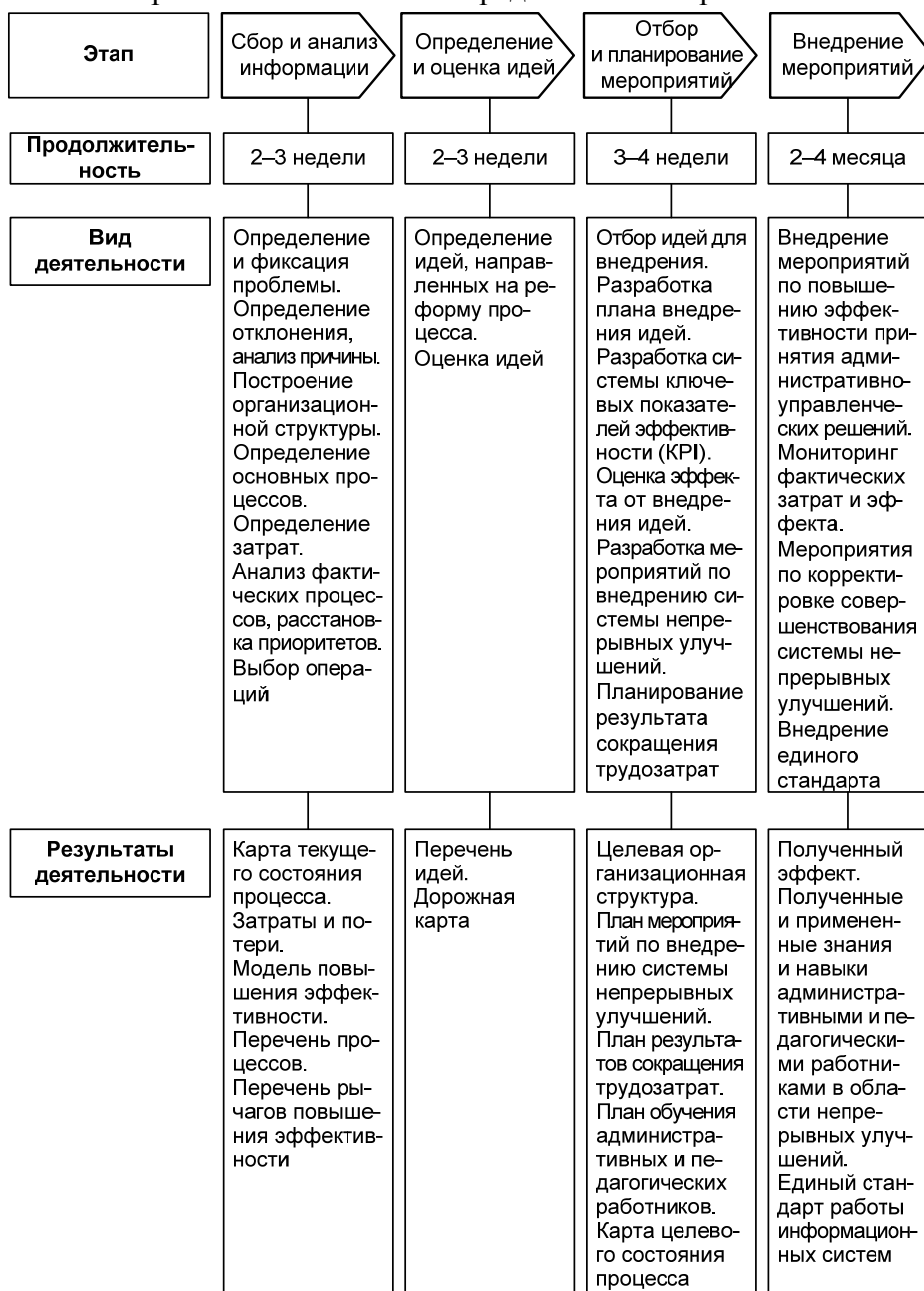 Этап
Сбор и анализ
информации
Определение
и оценка идей
Отбор
и планирование
мероприятий
Внедрение
мероприятий
Продолжитель-
ность
2–3 недели
2–3 недели
3–4 недели
2–4 месяца
Вид
деятельности
Определение
и фиксация
проблемы.
Определение
отклонения,
анализ причины.
Построение
организацион-
ной структуры.
Определение
основных про-
цессов.
Определение
затрат.
Анализ факти-
ческих процес-
сов, расстанов-
ка приоритетов.
Выбор опера-
ций
Определение
идей, направ-
ленных на ре-
форму про-
цесса.
Оценка идей
Отбор идей для
внедрения.
Разработка
плана внедре-
ния идей.
Разработка си-
стемы ключе-
вых показате-
лей эффектив-
ности (KPI).
Оценка эффек-
та от внедре-
ния идей.
Разработка ме-
роприятий по
внедрению си-
стемы непре-
рывных улуч-
шений.
Планирование
результата
сокращения
трудозатрат
Внедрение
мероприятий
по повыше-
нию эффек-
тивности при-
нятия адми-
нистративно-
управленче-
ских решений.
Мониторинг
фактических
затрат и эф-
фекта.
Мероприятия
по корректи-
ровке совер-
шенствования
системы не-
прерывных
улучшений.
Внедрение
единого
стандарта
Результаты
деятельности
Карта текуще-
го состояния
процесса.
Затраты и по-
тери.
Модель повы-
шения эффек-
тивности.
Перечень про-
цессов.
Перечень ры-
чагов повыше-
ния эффектив-
ности
Перечень
идей.
Дорожная
карта
Целевая ор-
ганизационная
структура.
План мероприя-
тий по внедре-
нию системы
непрерывных
улучшений.
План результа-
тов сокращения
трудозатрат.
План обучения
административ-
тивных и пе-
дагогических
работников.
Карта целево-
го состояния
процесса
Полученный
эффект.
Полученные
и применен-
ные знания
и навыки
администра-
тивными и пе-
дагогически-
ми работни-
ками в обла-
сти непре-
рывных улуч-
шений.
Единый стан-
дарт работы
информацион-
ных систем